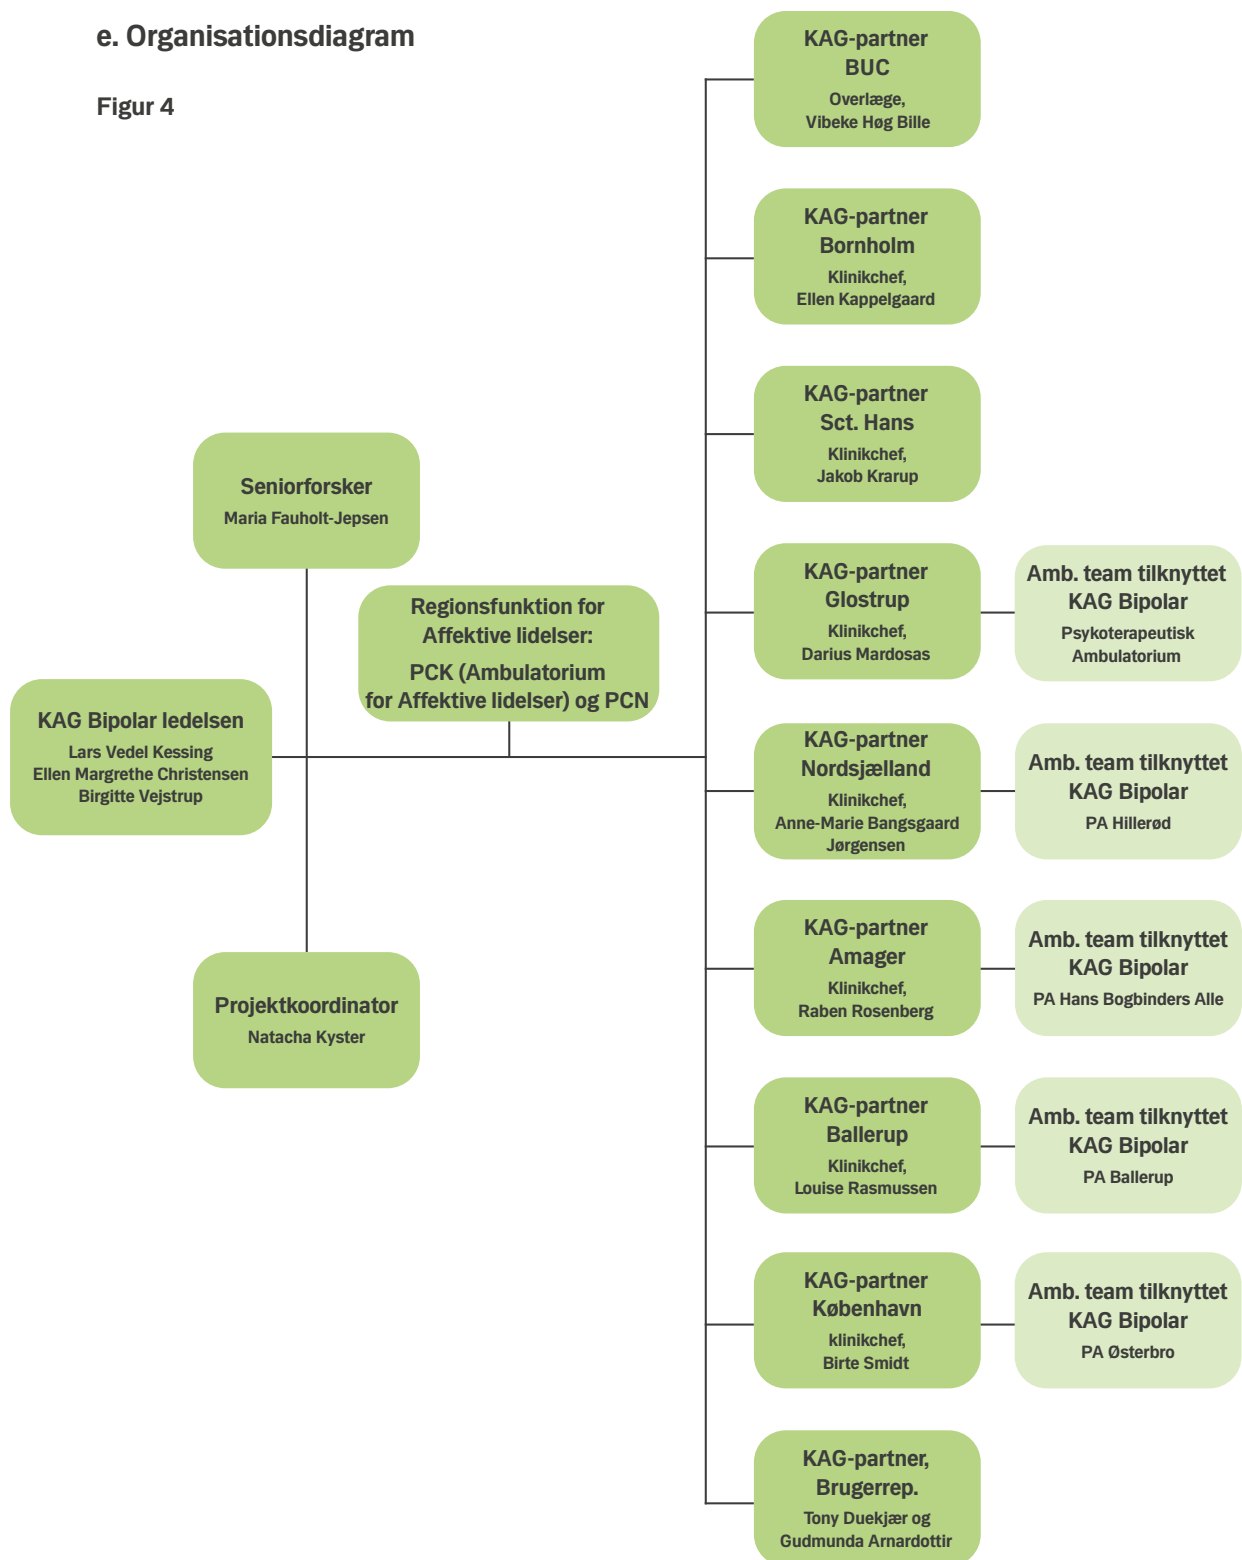 e. Organisationsdiagram
Figur 4
KAG-partner
BUC
Overlæge,
Vibeke Høg Bille
KAG-partner
Bornholm
Klinikchef,
Ellen Kappelgaard
KAG-partner
Sct. Hans
Klinikchef,
Jakob Krarup
Seniorforsker
Maria Fauholt-Jepsen
KAG-partner
Glostrup
Klinikchef,
Darius Mardosas
Amb. team tilknyttet
KAG Bipolar
Psykoterapeutisk
Ambulatorium
Regionsfunktion for
Affektive lidelser:
PCK (Ambulatorium
for Affektive lidelser) og PCN
KAG Bipolar ledelsen
Lars Vedel Kessing
Ellen Margrethe Christensen
Birgitte Vejstrup
KAG-partner
Nordsjælland
Klinikchef,
Anne-Marie Bangsgaard
Jørgensen
Amb. team tilknyttet
KAG Bipolar
PA Hillerød
KAG-partner
Amager
Klinikchef,
Raben Rosenberg
Amb. team tilknyttet
KAG Bipolar
PA Hans Bogbinders Alle
Projektkoordinator
Natacha Kyster
KAG-partner
Ballerup
Klinikchef,
Louise Rasmussen
Amb. team tilknyttet
KAG Bipolar
PA Ballerup
KAG-partner
København
klinikchef,
Birte Smidt
Amb. team tilknyttet
KAG Bipolar
PA Østerbro
KAG-partner,
Brugerrep.
Tony Duekjær og
Gudmunda Arnardottir